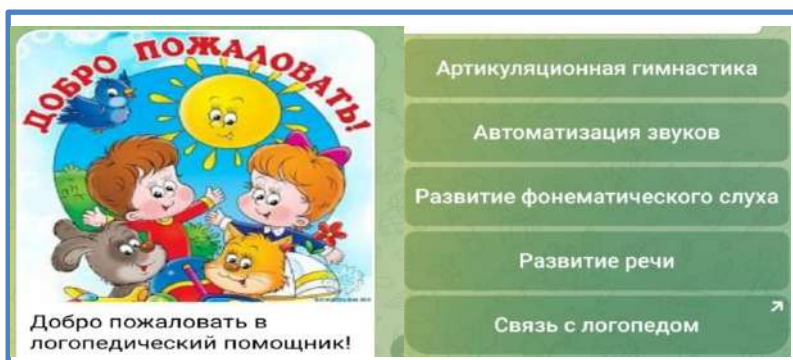 ДОБРО ПОЖАЛОВАТЬ!
Добро пожаловать в
логопедический помощник!
Артикуляционная гимнастика
Автоматизация звуков
Развитие фонематического слуха
Развитие речи
Связь с логопедом